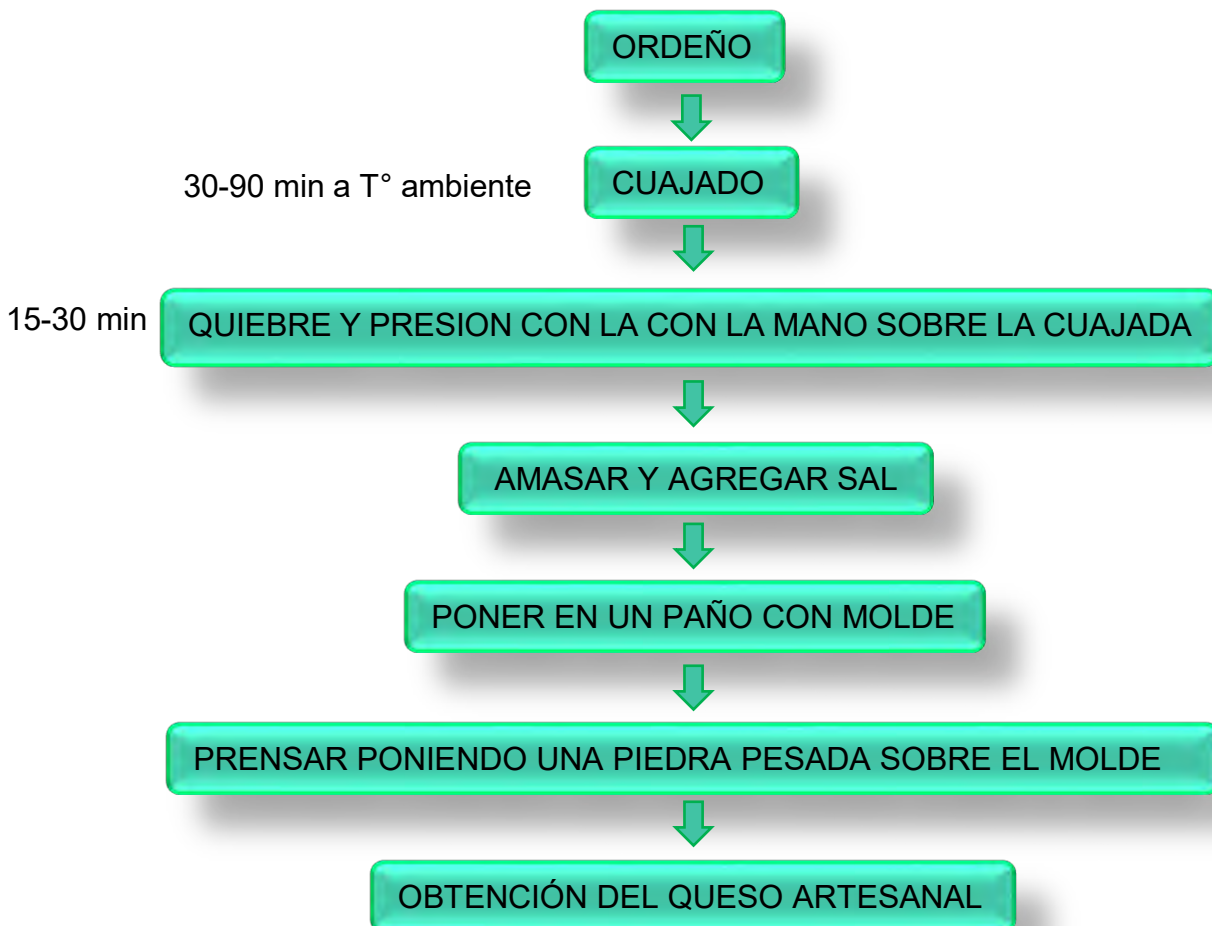 ORDEÑO
30-90 min a T° ambiente
CUAJADO
15-30 min
QUIEBRE Y PRESION CON LA CON LA MANO SOBRE LA CUAJADA
AMASAR Y AGREGAR SAL
PONER EN UN PAÑO CON MOLDE
PRENSAR PONIENDO UNA PIEDRA PESADA SOBRE EL MOLDE
OBTENCIÓN DEL QUESO ARTESANAL